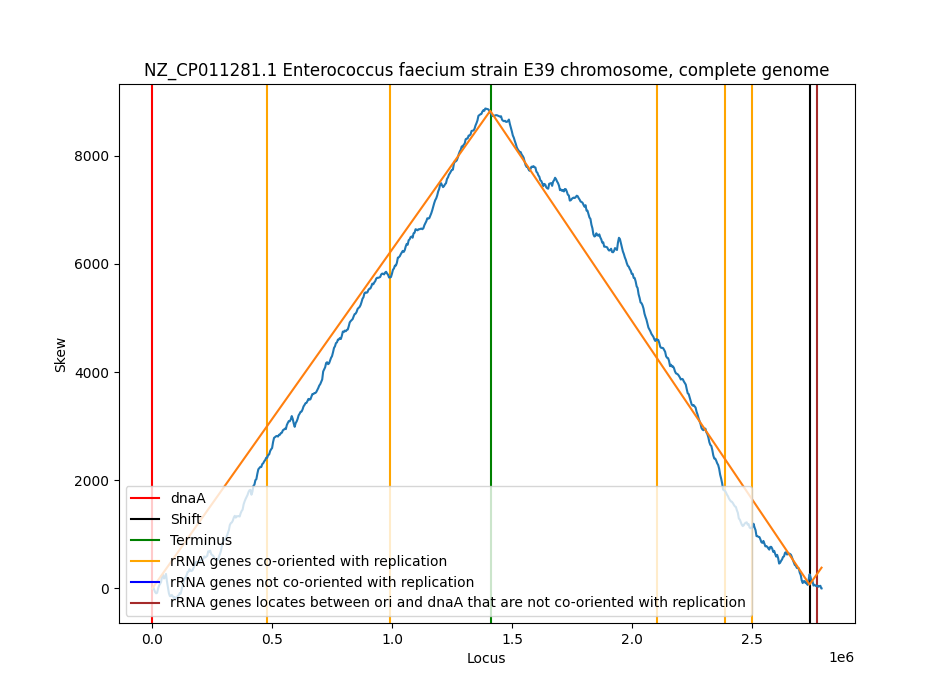 NZ_CP011281.1 Enterococcus faecium strain E39 chromosome, complete genome
Skew
8000
6000
4000
2000
0
dnaA
Shift
Terminus
rRNA genes co-oriented with replication
rRNA genes not co-oriented with replication
rRNA genes locates between ori and dnaA that are not co-oriented with replication
0.0 0.5 1.0 1.5 2.0 2.5
1e6
Locus